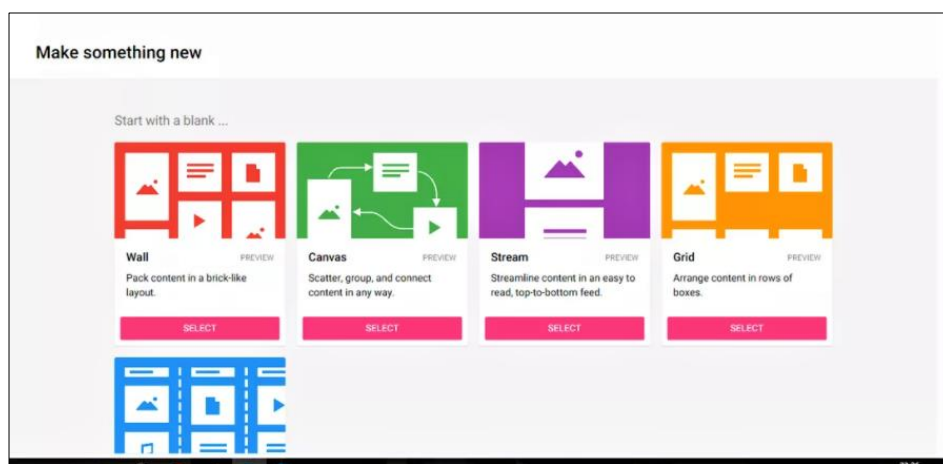 Make something new
Start with a blank ...
Wall PREVIEW
Pack content in a brick-like
layout.
SELECT
Canvas PREVIEW
Scatter, group, and connect
content in any way.
SELECT
Stream PREVIEW
Streamline content in an easy to
read, top-to-bottom feed.
SELECT
Grid PREVIEW
Arrange content in rows of
boxes.
SELECT